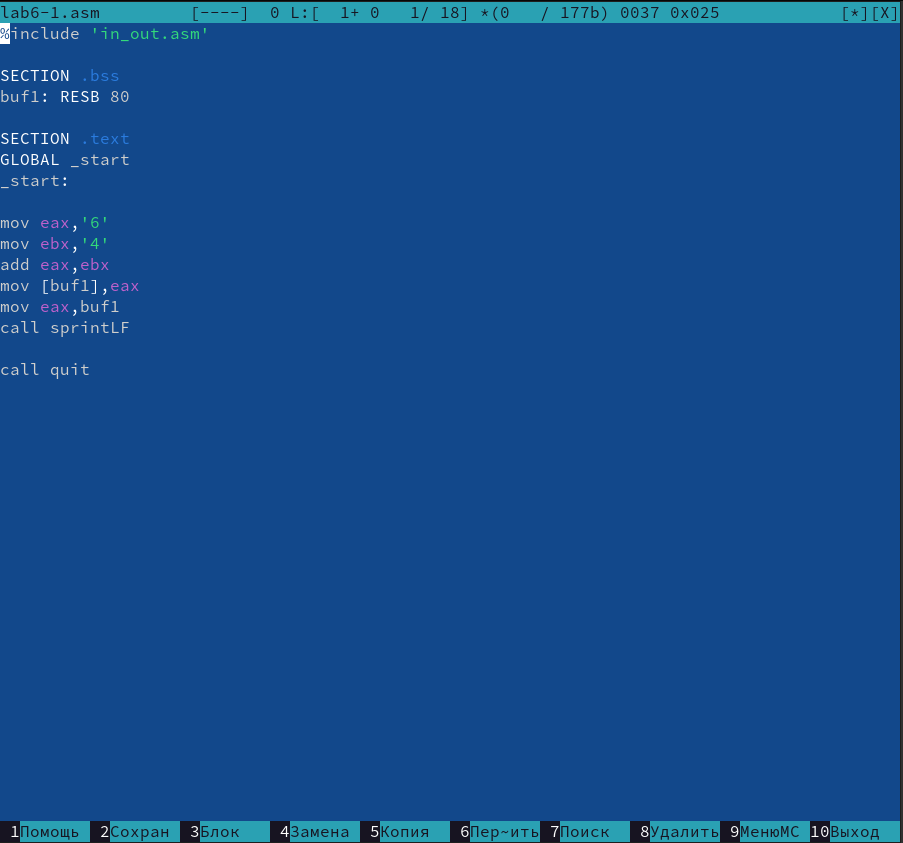 lab6-1.asm [----] 0 L:[ 1+ 0 1/ 18] *(0 / 177b) 0037 0x025 [*][X]
%include 'in_out.asm'
SECTION .bss
buf1: RESB 80
SECTION .text
GLOBAL _start
_start:
mov eax,'6'
mov ebx,'4'
add eax,ebx
mov [buf1],eax
mov eax,buf1
call sprintLF
call quit
1Помощь 2Сохран 3Блок 4Замена 5Копия 6Пер~ить 7Поиск 8Удалить 9МенюMC 10Выход